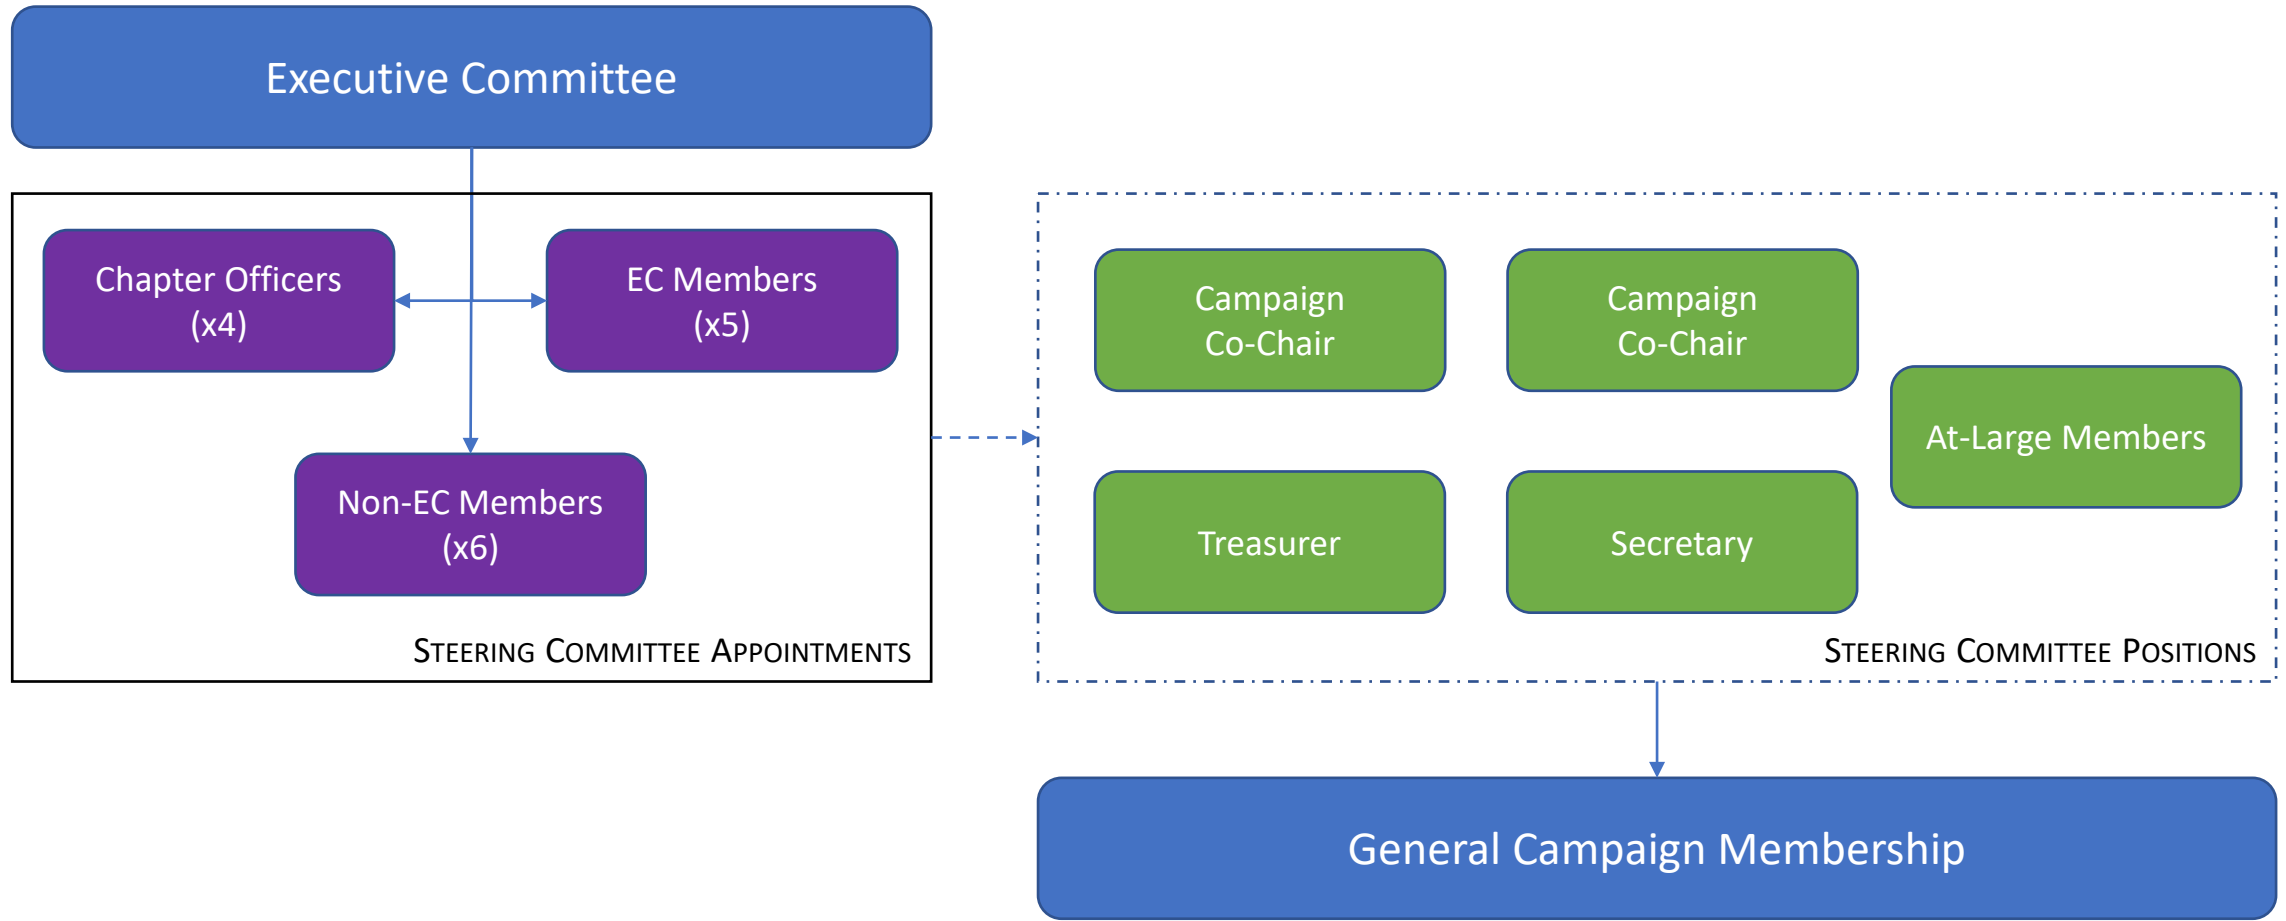 Executive Committee
Chapter Officers
(x4)
EC Members
(x5)
Non-EC Members
(x6)
STEERING COMMITTEE APPOINTMENTS
Campaign
Co-Chair
Campaign
Co-Chair
At-Large Members
Treasurer
Secretary
STEERING COMMITTEE POSITIONS
General Campaign Membership